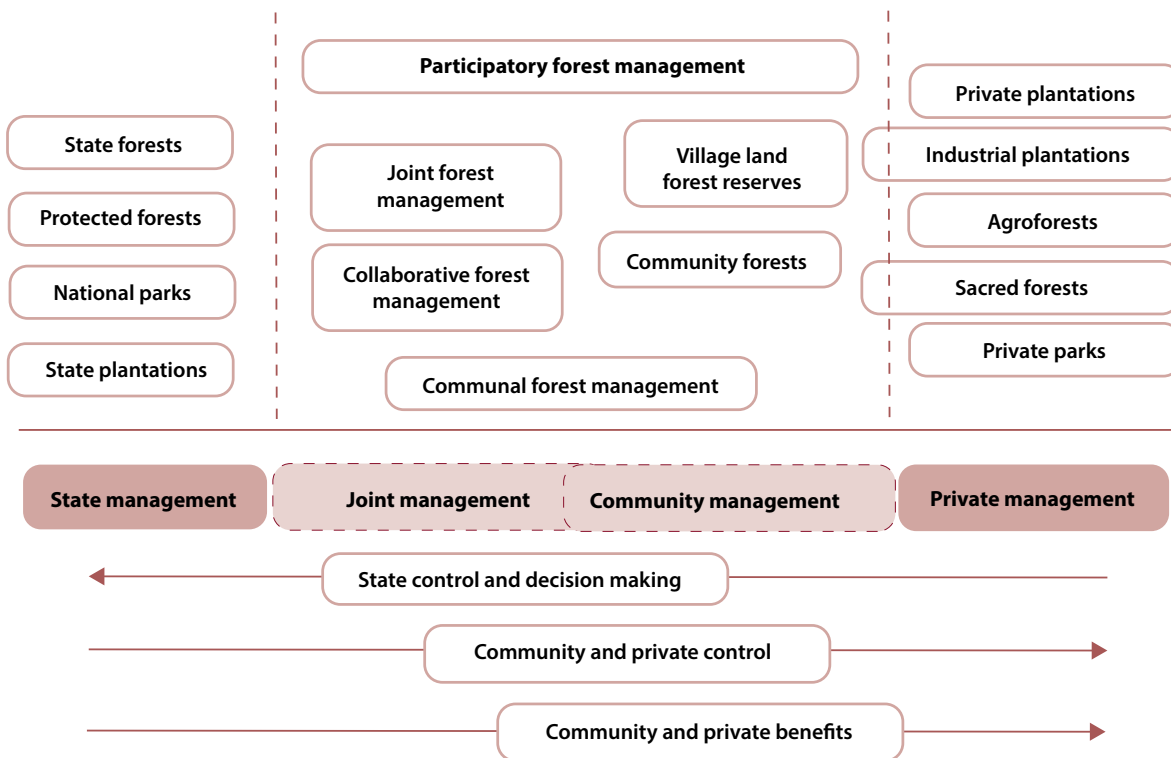 Participatory forest management
State forests
Protected forests
National parks
State plantations
Joint forest
management
Collaborative forest
management
Village land
forest reserves
Community forests
Communal forest management
Private plantations
Industrial plantations
Agroforests
Sacred forests
Private parks
State management
Joint management
Community management
Private management
State control and decision making
Community and private control
Community and private benefits